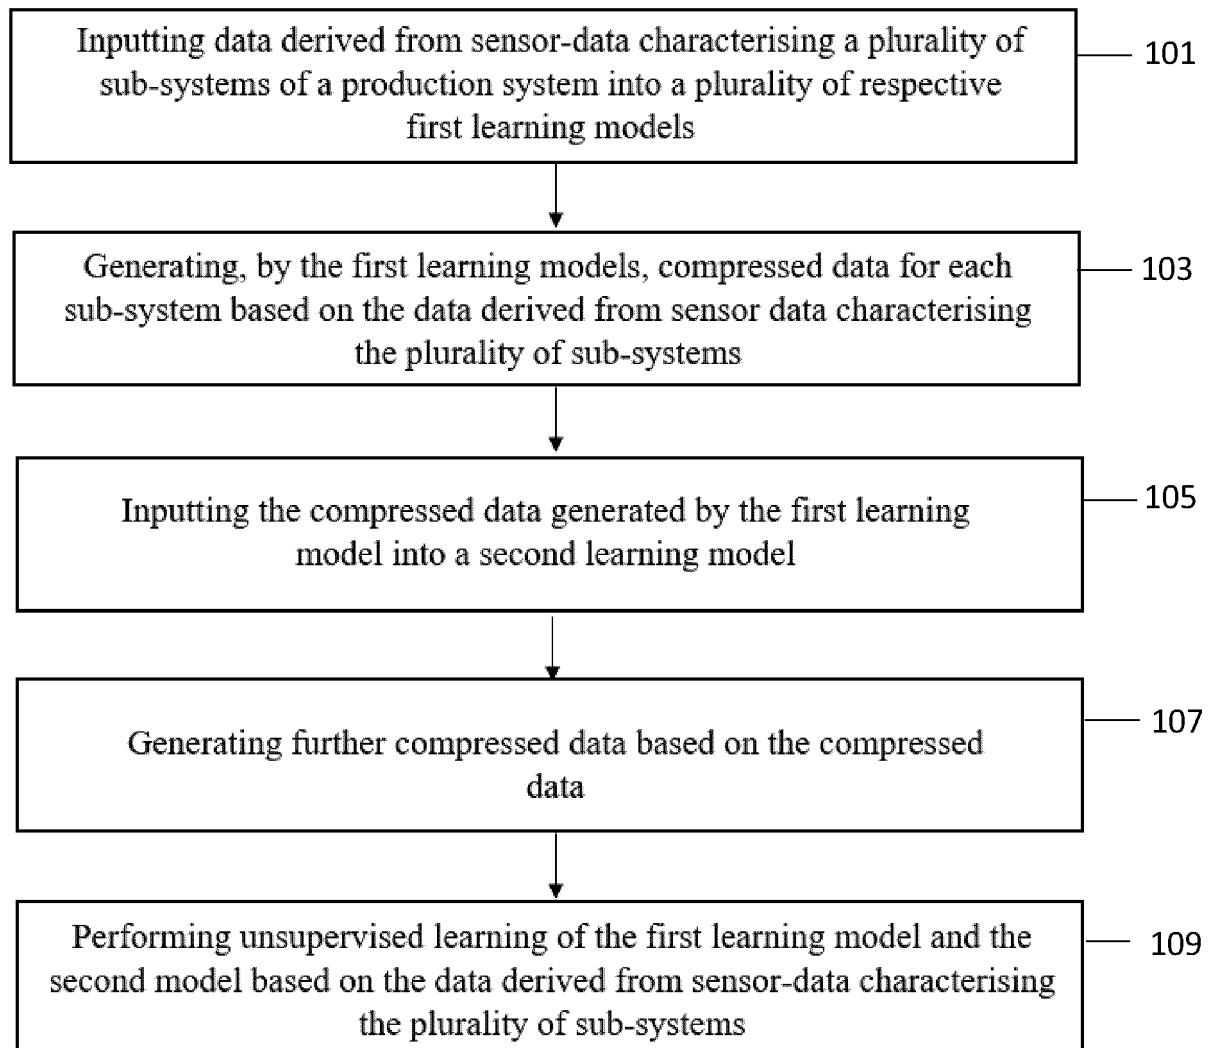 Inputting data derived from sensor-data characterising a plurality of
sub-systems of a production system into a plurality of respective
first learning models
101
Generating, by the first learning models, compressed data for each
sub-system based on the data derived from sensor data characterising
the plurality of sub-systems
103
Inputting the compressed data generated by the first learning
model into a second learning model
105
Generating further compressed data based on the compressed
data
107
Performing unsupervised learning of the first learning model and the
second model based on the data derived from sensor-data characterising
the plurality of sub-systems
109